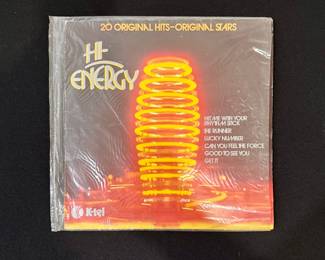 20 ORIGINAL HITS-ORIGINAL STARS
HI-
ENERGY
HIT ME WITH YOUR
RHYTHM STICK
THE RUNNER
LUCKY NUMBER
CAN YOU FEEL THE FORCE
GOOD TO SEE YOU
GET IT
K-tel